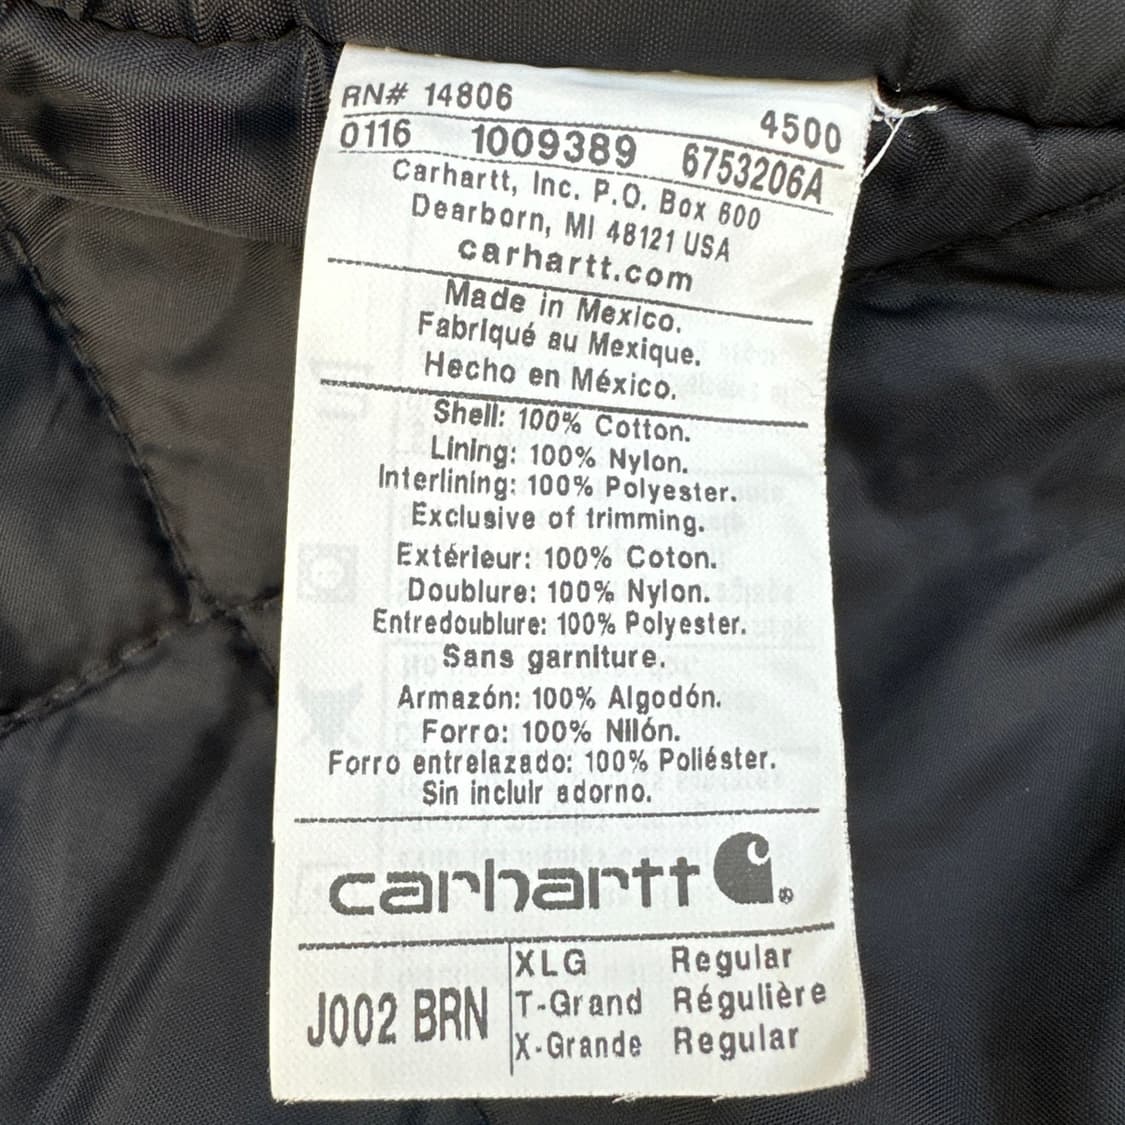 RN# 14806 4500
0116 1009389 6753206A
Carhartt, Inc. P.O. Box 600
Dearborn, MI 48121 USA
carhartt.com
Made in Mexico.
Fabriqué au Mexique.
Hecho en México.
Shell: 100% Cotton.
Lining: 100% Nylon.
Interlining: 100% Polyester.
Exclusive of trimming.
Extérieur: 100% Coton.
Doublure: 100% Nylon.
Entredoublure: 100% Polyester.
Sans garniture.
Armazón: 100% Algodón.
Forro: 100% Nilón.
Forro entrelazado: 100% Poliéster.
Sin incluir adorno.
carhartt ®
J002 BRN
XLG Regular
T-Grand Régulière
X-Grande Regular